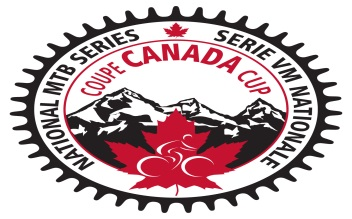 NATIONAL MTB SERIES
SERIE VM NATIONALE
COUPE CANADA CUP